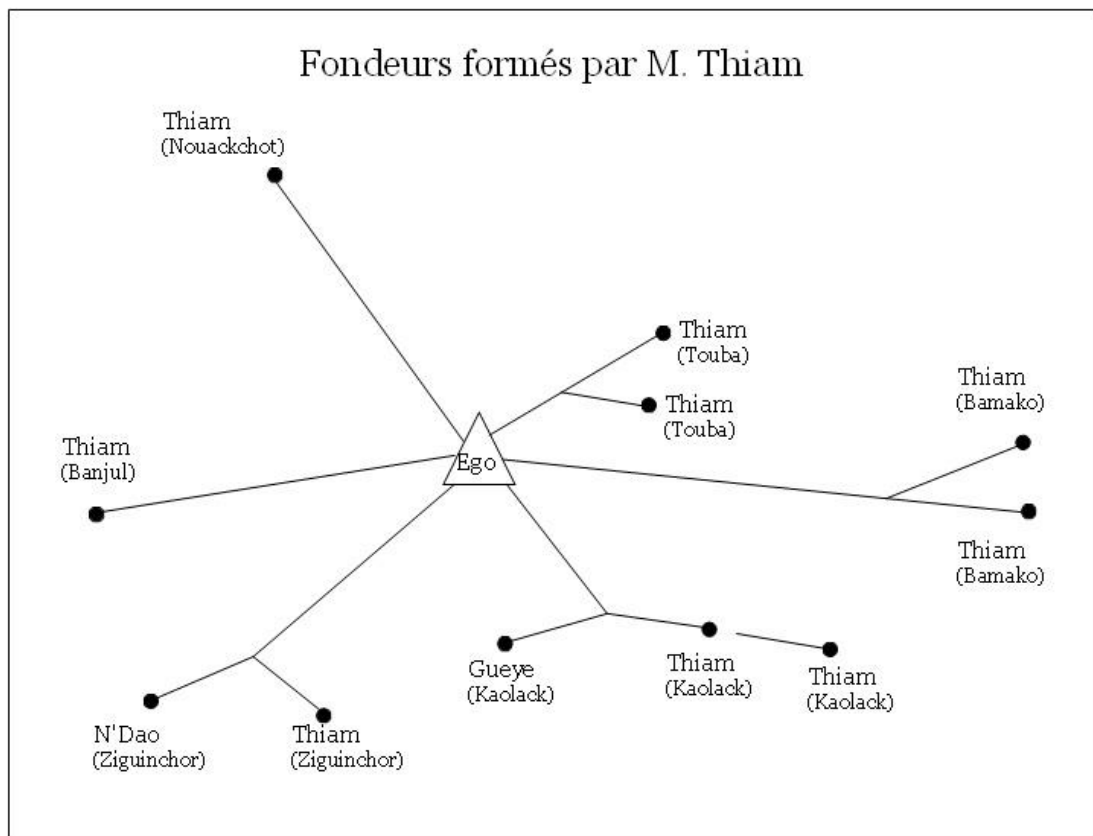 Fondeurs formés par M. Thiam
Thiam
(Nouackchot)
Thiam
(Touba)
Thiam
(Touba)
Thiam
(Bamako)
Thiam
(Banjul)
Ego
Thiam
(Bamako)
Gueye
(Kaolack)
Thiam
(Kaolack)
Thiam
(Kaolack)
N'Dao
(Ziguinchor)
Thiam
(Ziguinchor)